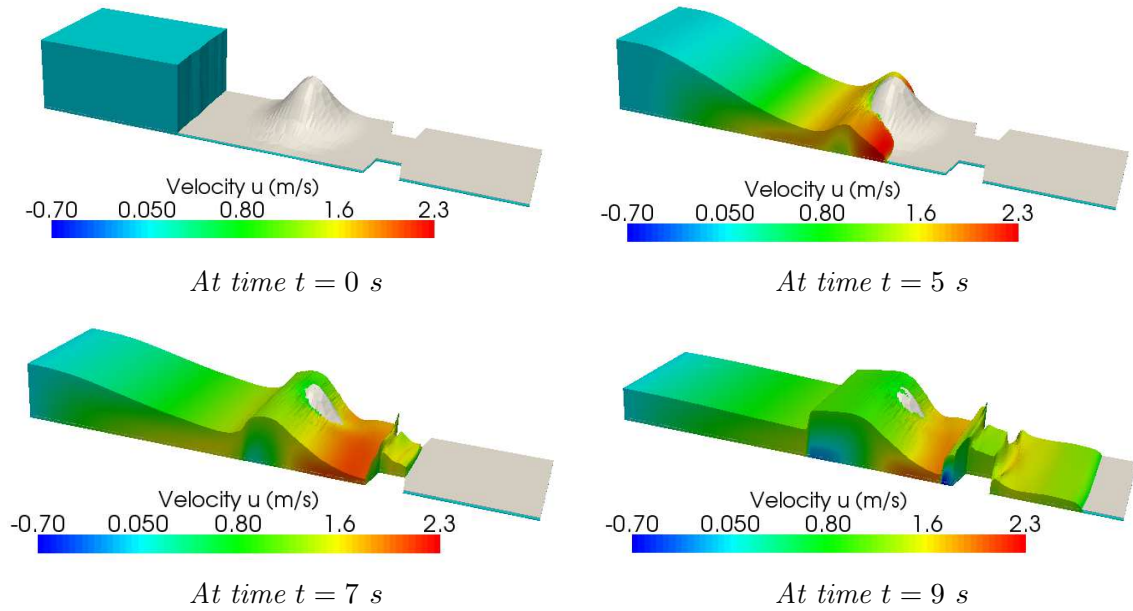 Velocity u (m/s)
-0.70 0.050 0.80 1.6 2.3
At time t = 0 s
Velocity u (m/s)
-0.70 0.050 0.80 1.6 2.3
At time t = 5 s
Velocity u (m/s)
-0.70 0.050 0.80 1.6 2.3
At time t = 7 s
Velocity u (m/s)
-0.70 0.050 0.80 1.6 2.3
At time t = 9 s